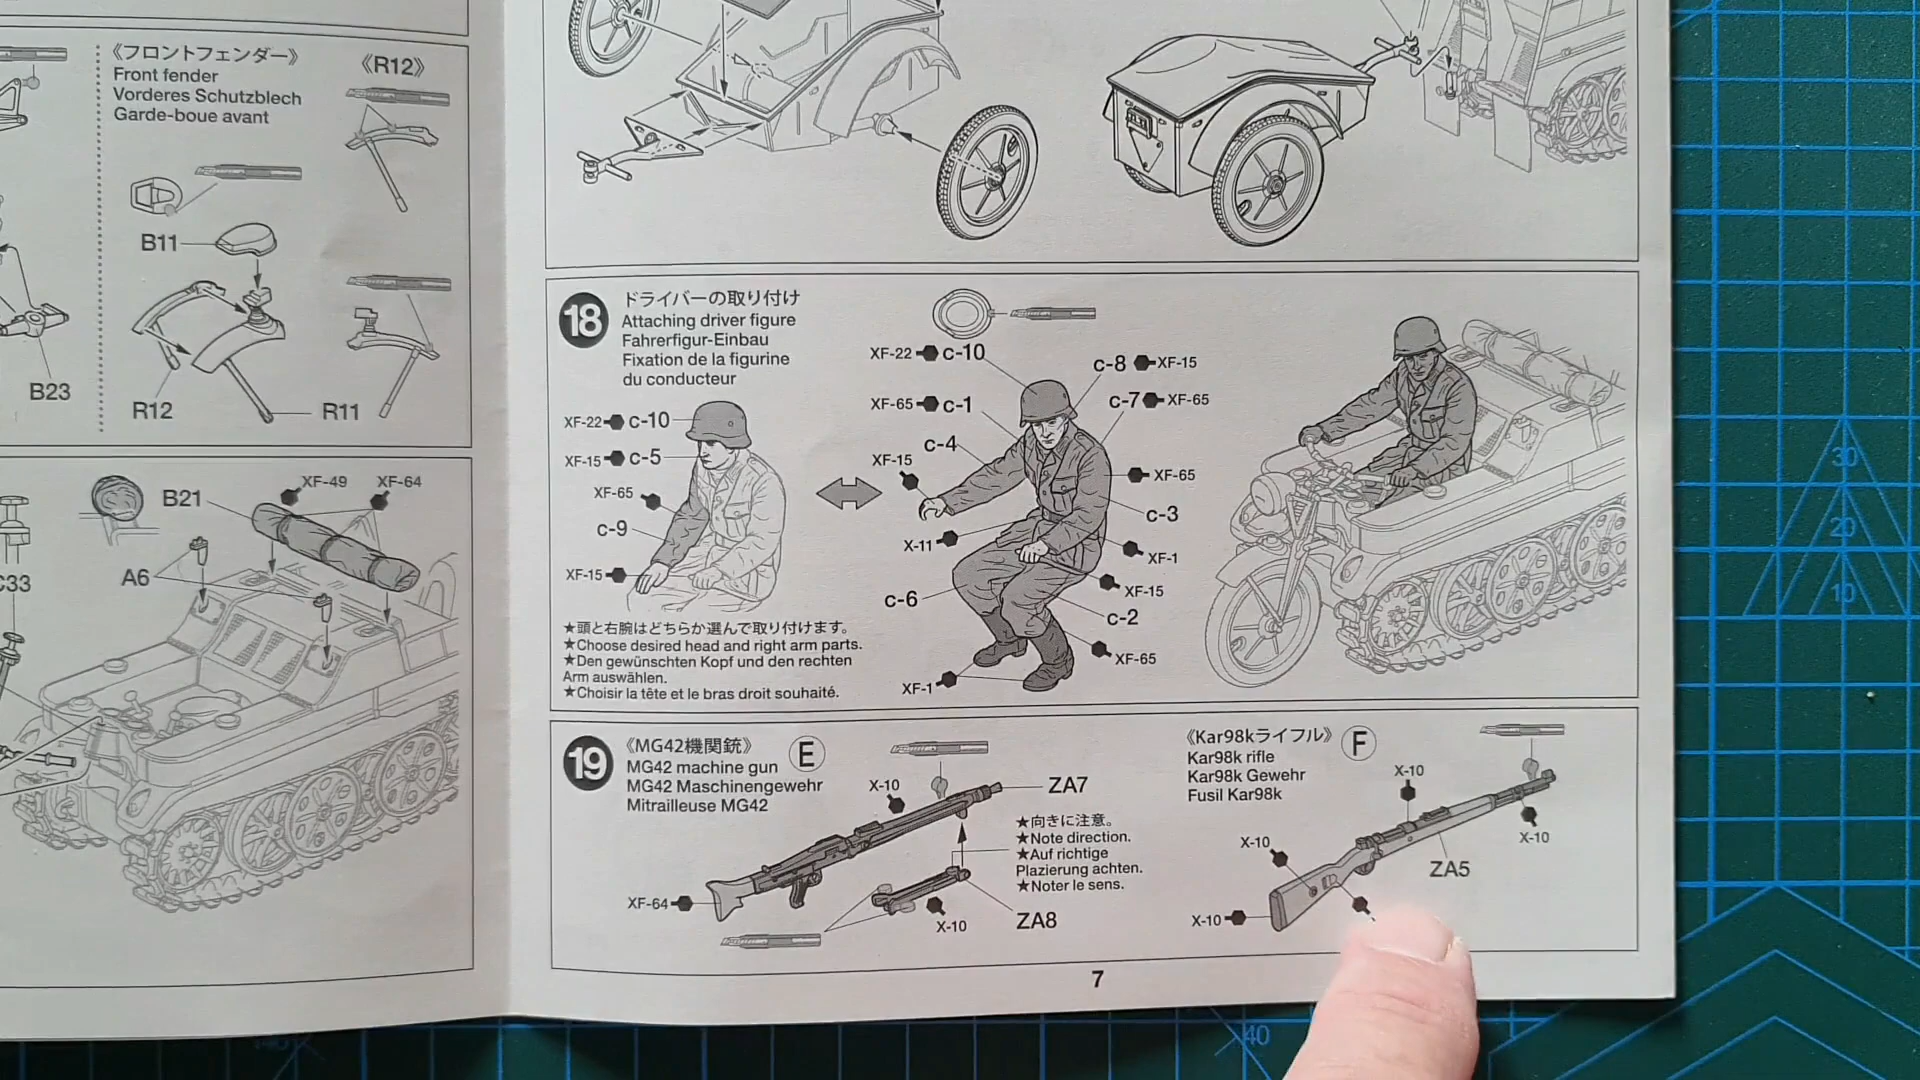 《フロントフェンダー》
Front fender
Vorderes Schutzblech
Garde-boue avant
《R12》
B11
B23
R12
R11
XF-49
XF-64
B21
A6
C33
18
ドライバーの取り付け
Attaching driver figure
Fahrerfigur-Einbau
Fixation de la figurine
du conducteur
XF-22 C-10
XF-15 C-5
XF-65
C-9
XF-15
★頭と右腕はどちらか選んで取り付けます。
★Choose desired head and right arm parts.
★Den gewünschten Kopf und den rechten
Arm auswählen.
★Choisir la tête et le bras droit souhaité.
XF-22 C-10
C-8 XF-15
XF-65 C-1
C-7 XF-65
C-4
XF-15
XF-65
C-3
X-11
XF-1
XF-15
C-6
C-2
XF-65
XF-1
19
《MG42機関銃》 E
MG42 machine gun
MG42 Maschinengewehr
Mitrailleuse MG42
X-10
ZA7
★向きに注意。
★Note direction.
★Auf richtige
Plazierung achten.
★Noter le sens.
XF-64
X-10
ZA8
《Kar98kライフル》 F
Kar98k rifle
Kar98k Gewehr
Fusil Kar98k
X-10
X-10
X-10
ZA5
X-10
7
30
20
10
40